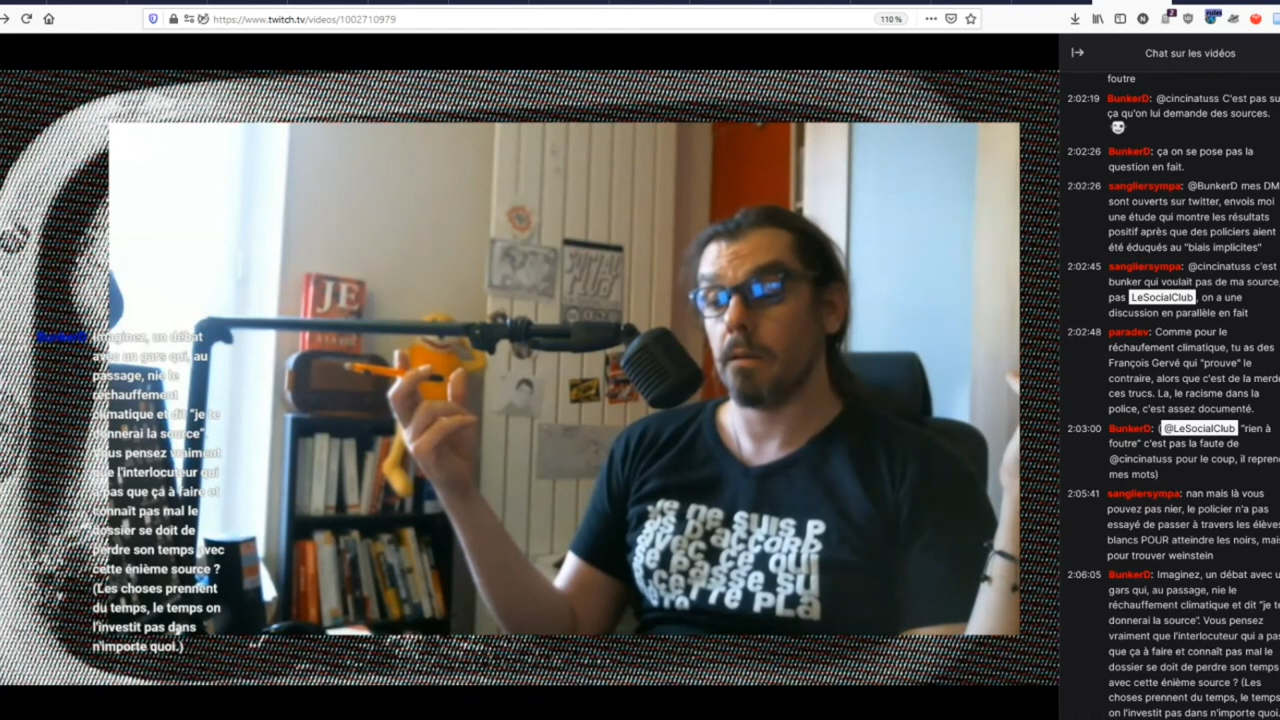 https://www.twitch.tv/videos/1002710979
110 %
2
Chat sur les vidéos
foutre
2:02:19 BunkerD: @cincinatuss C'est pas su
ça qu'on lui demande des sources.
2:02:26 BunkerD: ça on se pose pas la
question en fait.
2:02:26 sangliersympa: @BunkerD mes DM
sont ouverts sur twitter, envois moi
une étude qui montre les résultats
positif après que des policiers aient
été éduqués au "biais implicites"
2:02:45 sangliersympa: @cincinatuss c'est
bunker qui voulait pas de ma source,
pas LeSocialClub, on a une
discussion en parallèle en fait
2:02:48 paradev: Comme pour le
réchaufement climatique, tu as des
François Gervé qui "prouve" le
contraire, alors que c'est de la merde
ces trucs. La, le racisme dans la
police, c'est assez documenté.
2:03:00 BunkerD: (@LeSocialClub "rien à
foutre" c'est pas la faute de
@cincinatuss pour le coup, il reprend
mes mots)
2:05:41 sangliersympa: nan mais là vous
pouvez pas nier, le policier n'a pas
essayé de passer à travers les élève
blancs POUR atteindre les noirs, mai
pour trouver weinstein
2:06:05 BunkerD: Imaginez, un débat avec u
gars qui, au passage, nie le
réchauffement climatique et dit "je te
donnerai la source". Vous pensez
vraiment que l'interlocuteur qui a pas
que ça à faire et connaît pas mal le
dossier se doit de perdre son temps
avec cette énième source ? (Les
choses prennent du temps, le temps
on l'investit pas dans n'importe quoi.
BunkerD: Imaginez, un débat
avec un gars qui, au
passage, nie le
réchauffement
climatique et dit "je te
donnerai la source".
Vous pensez vraiment
que l'interlocuteur qui
a pas que ça à faire et
connaît pas mal le
dossier se doit de
perdre son temps avec
cette énième source ?
(Les choses prennent
du temps, le temps on
l'investit pas dans
n'importe quoi.)
JE
je ne suis p
as d'accord
avec ce qui
se passe su
r cette pla